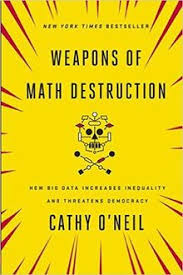 NEW YORK TIMES BESTSELLER
WEAPONS OF
MATH DESTRUCTION
HOW BIG DATA INCREASES INEQUALITY
AND THREATENS DEMOCRACY
CATHY O'NEIL